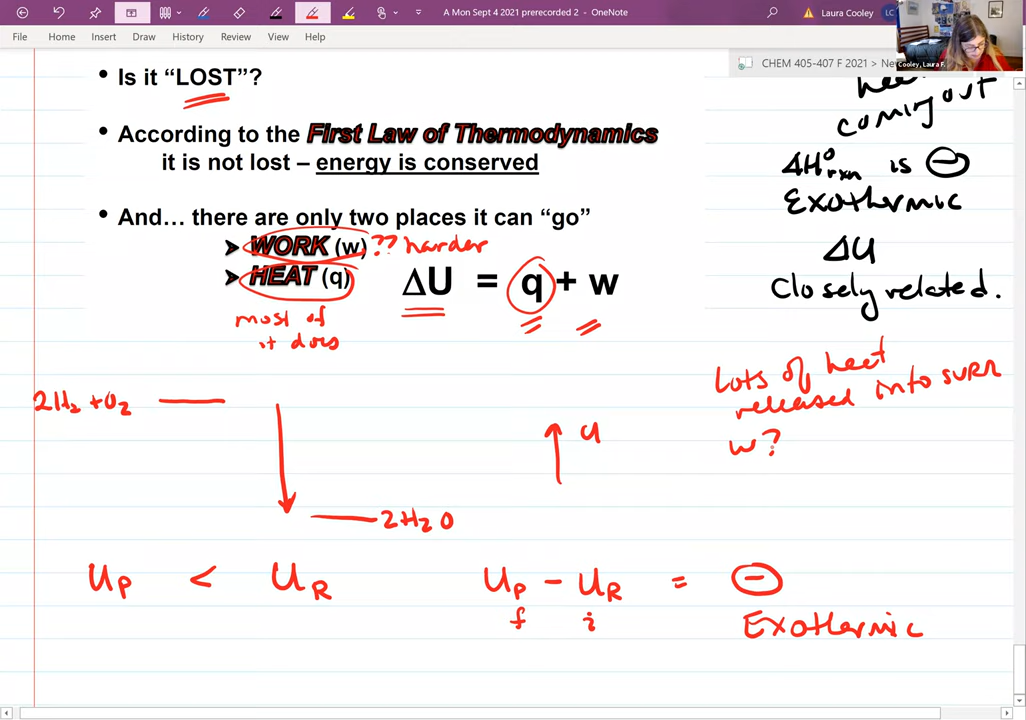 A Mon Sept 4 2021 prerecorded 2 - OneNote
Laura Cooley
LC
File Home Insert Draw History Review View Help
Cooley, Laura F.
CHEM 405-407 F 2021 >
• Is it “LOST”?
• According to the First Law of Thermodynamics
it is not lost – energy is conserved
• And… there are only two places it can “go”
➤ WORK (w) ?? harder
➤ HEAT (q)
ΔU = q + w
most of
it does
coming out
ΔH°rxn is ⊖
Exothermic
ΔU
Closely related.
Lots of heat
released into surr
w?
2H₂ + O₂
U
2H₂O
UP < UR
UP − UR = ⊖
f i
Exothermic